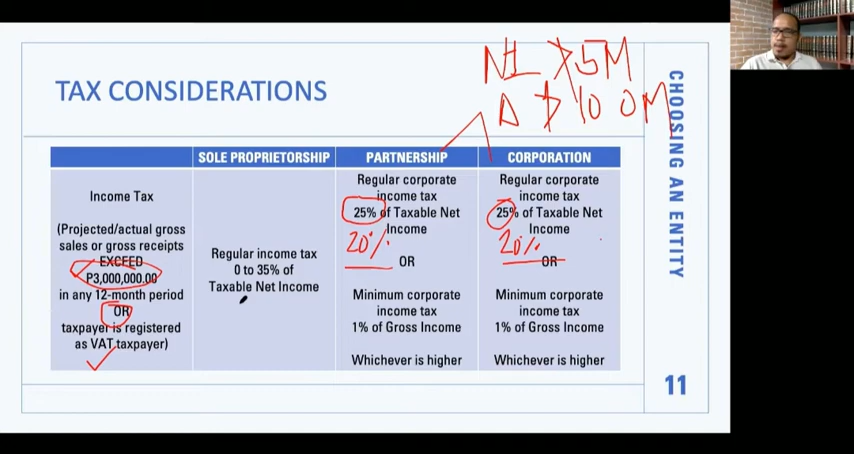 NI ≯ 5M
A ≯ 100M
TAX CONSIDERATIONS
CHOOSING AN ENTITY
SOLE PROPRIETORSHIP
PARTNERSHIP
CORPORATION
Income Tax
(Projected/actual gross
sales or gross receipts
EXCEED
P3,000,000.00
in any 12-month period
OR
taxpayer is registered
as VAT taxpayer)
Regular income tax
0 to 35% of
Taxable Net Income
Regular corporate
income tax
25% of Taxable Net
Income
20%
OR
Minimum corporate
income tax
1% of Gross Income
Whichever is higher
Regular corporate
income tax
25% of Taxable Net
Income
20%
OR
Minimum corporate
income tax
1% of Gross Income
Whichever is higher
11